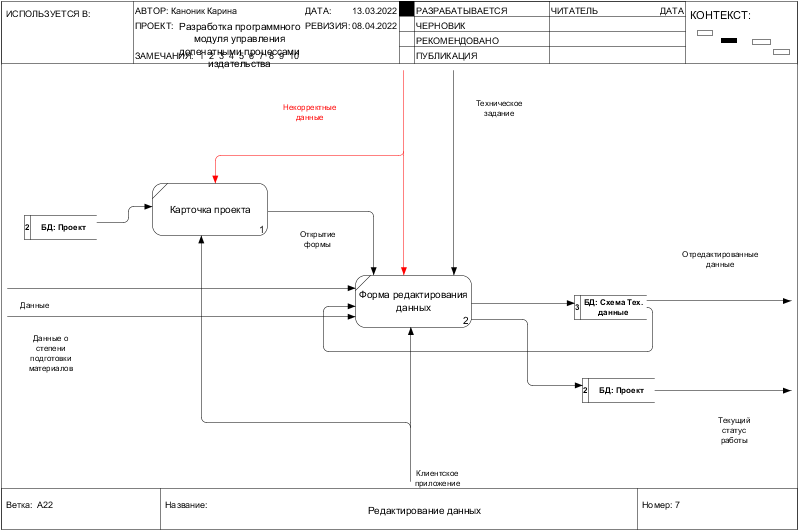 ИСПОЛЬЗУЕТСЯ В:
АВТОР: Каноник Карина
ДАТА: 13.03.2022
ПРОЕКТ: Разработка программного
модуля управления
допечатными процессами
издательства
РЕВИЗИЯ: 08.04.2022
ЗАМЕЧАНИЯ: 1 2 3 4 5 6 7 8 9 10
РАЗРАБАТЫВАЕТСЯ
ЧЕРНОВИК
РЕКОМЕНДОВАНО
ПУБЛИКАЦИЯ
ЧИТАТЕЛЬ
ДАТА
КОНТЕКСТ:
Некорректные
данные
Техническое
задание
Карточка проекта
1
2
БД: Проект
Открытие
формы
Отредактированные
данные
Форма редактирования
данных
2
3
БД: Схема Тех.
данные
Данные
Данные о
степени
подготовки
материалов
2
БД: Проект
Текущий
статус
работы
Клиентское
приложение
Ветка: A22
Название:
Редактирование данных
Номер: 7